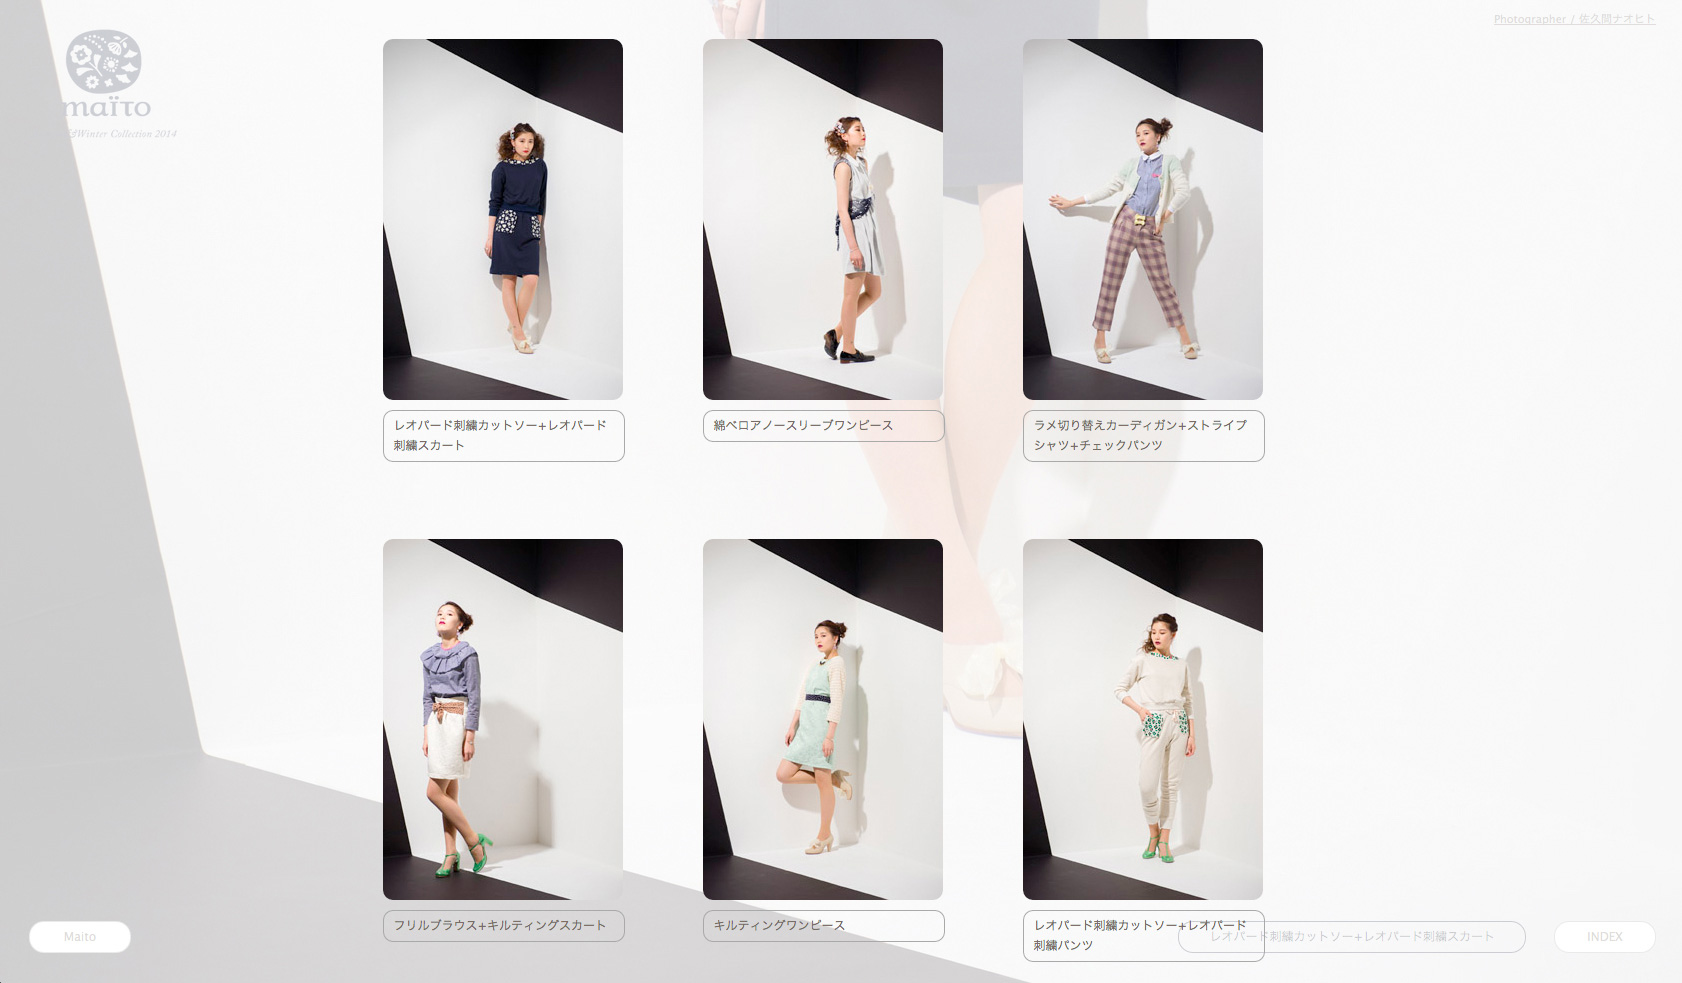 Photographer / 佐久間ナオヒト
maïto
&Winter Collection 2014
レオパード刺繍カットソー+レオパード
刺繍スカート
綿ベロアノースリーブワンピース
ラメ切り替えカーディガン+ストライプ
シャツ+チェックパンツ
フリルブラウス+キルティングスカート
キルティングワンピース
レオパード刺繍カットソー+レオパード
刺繍パンツ
Maito
レオパード刺繍カットソー+レオパード刺繍スカート
INDEX